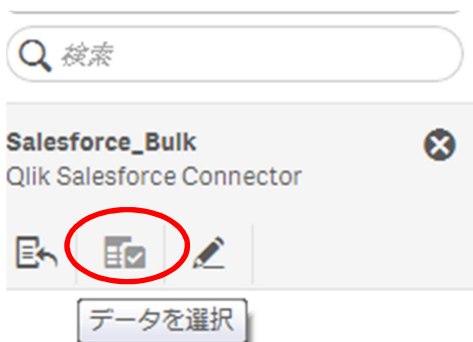 検索
Salesforce_Bulk
Qlik Salesforce Connector
データを選択